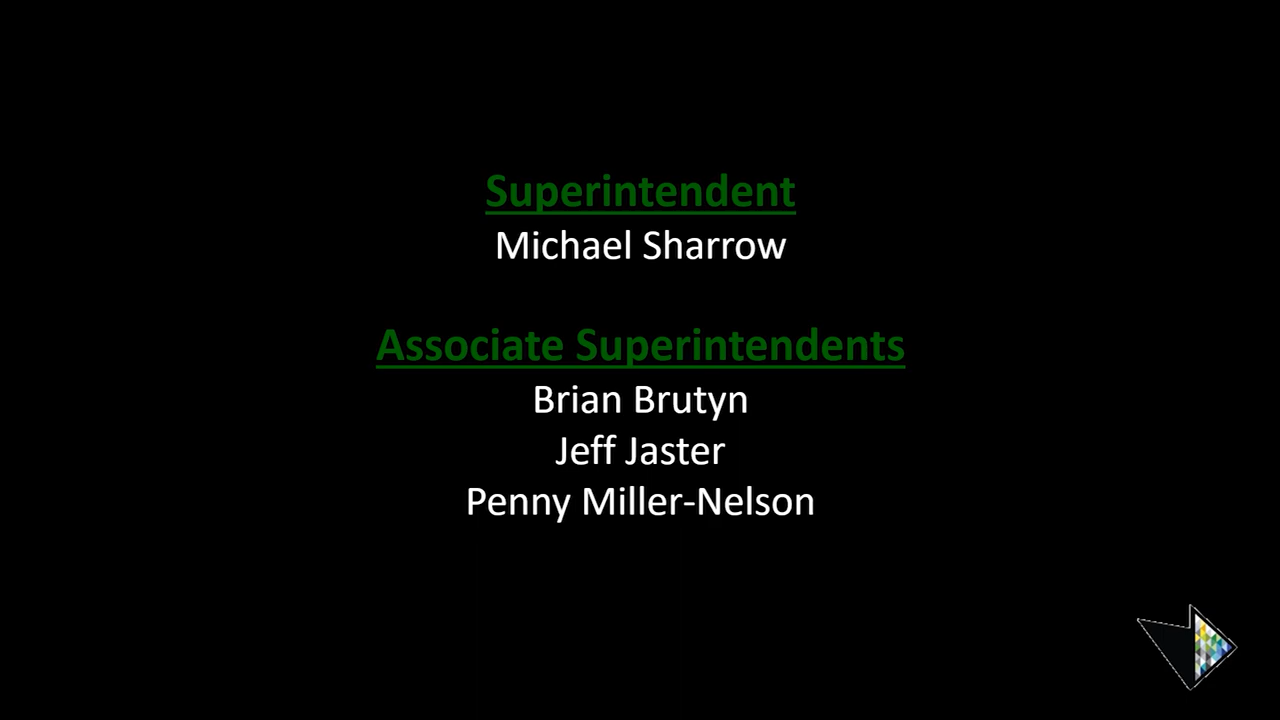 Superintendent
Michael Sharrow
Associate Superintendents
Brian Brutyn
Jeff Jaster
Penny Miller-Nelson